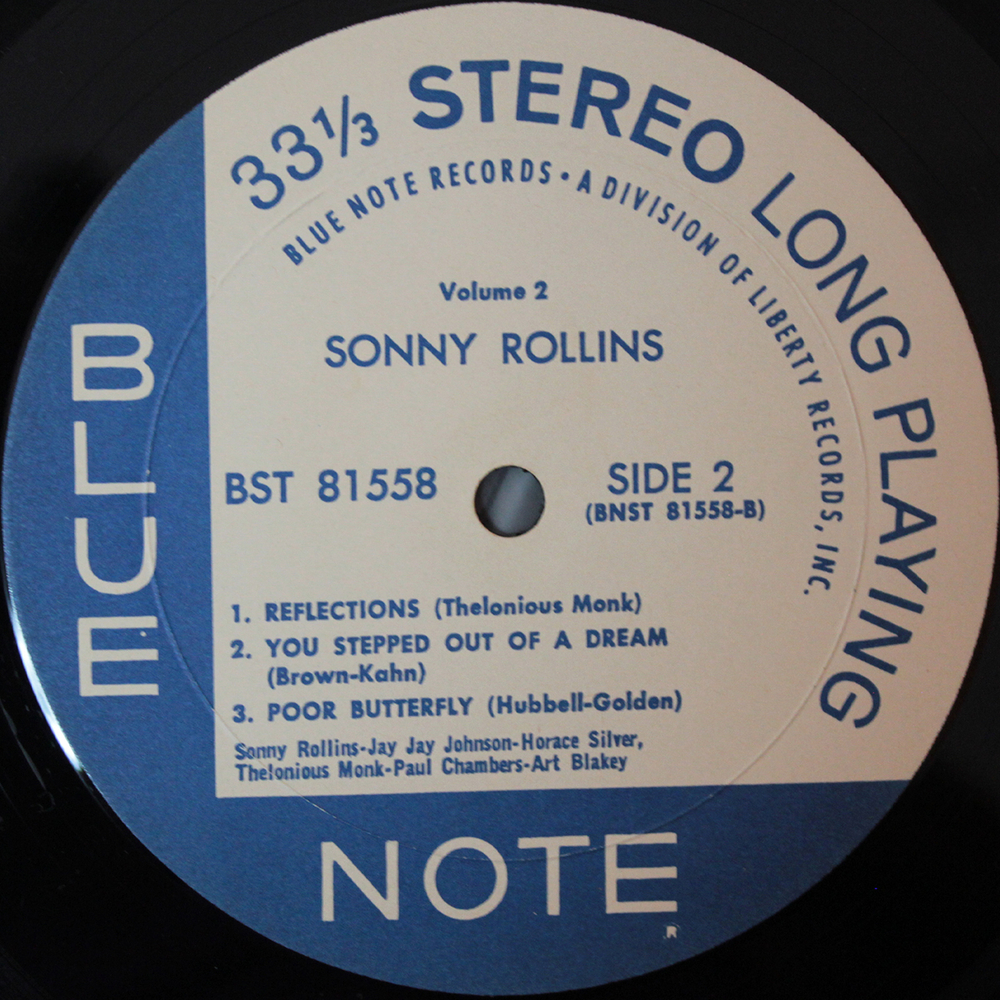 33⅓ STEREO LONG PLAYING
BLUE NOTE RECORDS • A DIVISION OF LIBERTY RECORDS, INC.
Volume 2
SONNY ROLLINS
BST 81558
SIDE 2
(BNST 81558-B)
1. REFLECTIONS (Thelonious Monk)
2. YOU STEPPED OUT OF A DREAM
(Brown-Kahn)
3. POOR BUTTERFLY (Hubbell-Golden)
Sonny Rollins-Jay Jay Johnson-Horace Silver,
Thelonious Monk-Paul Chambers-Art Blakey
BLUE
NOTE
R